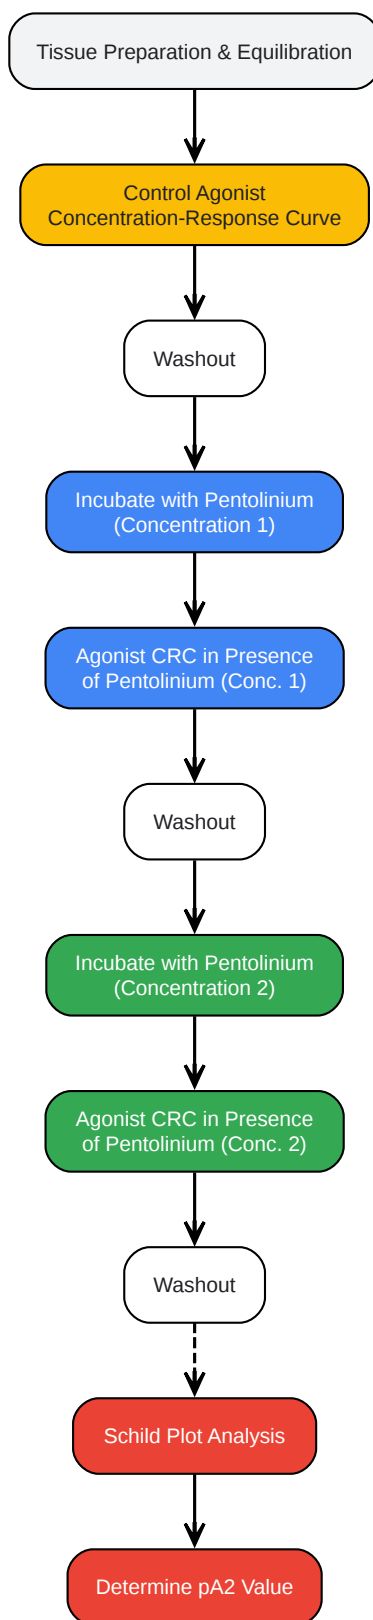 Tissue Preparation & Equilibration
Control Agonist
Concentration-Response Curve
Washout
Incubate with Pentolinium
(Concentration 1)
Agonist CRC in Presence
of Pentolinium (Conc. 1)
Washout
Incubate with Pentolinium
(Concentration 2)
Agonist CRC in Presence
of Pentolinium (Conc. 2)
Washout
Schild Plot Analysis
Determine pA2 Value